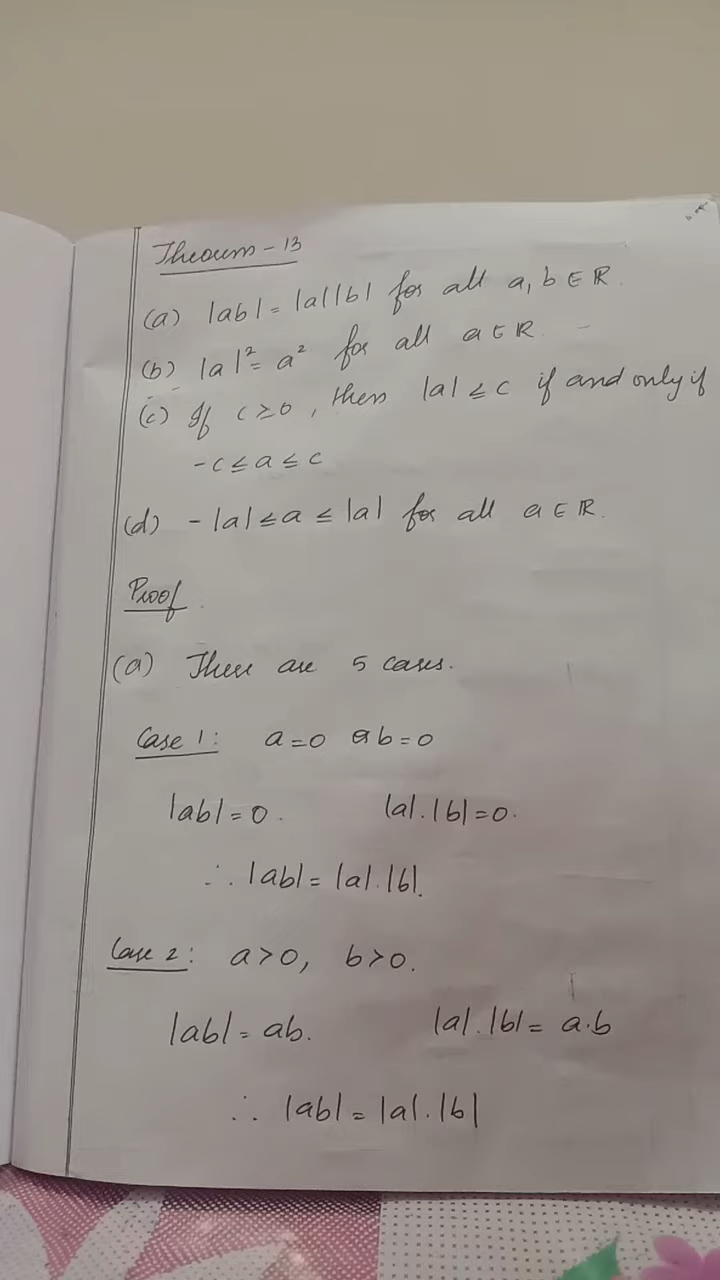 Theorem - 13
(a) |ab| = |a||b| for all a, b ∈ R.
(b) |a|² = a² for all a ∈ R.
(c) If c ≥ 0, then |a| ≤ c if and only if
-c ≤ a ≤ c
(d) -|a| ≤ a ≤ |a| for all a ∈ R.
Proof
(a) There are 5 cases.
Case 1: a = 0 or b = 0
|ab| = 0. |a|.|b| = 0.
∴ |ab| = |a|.|b|.
Case 2: a > 0, b > 0.
|ab| = ab. |a|.|b| = a.b
∴ |ab| = |a|.|b|